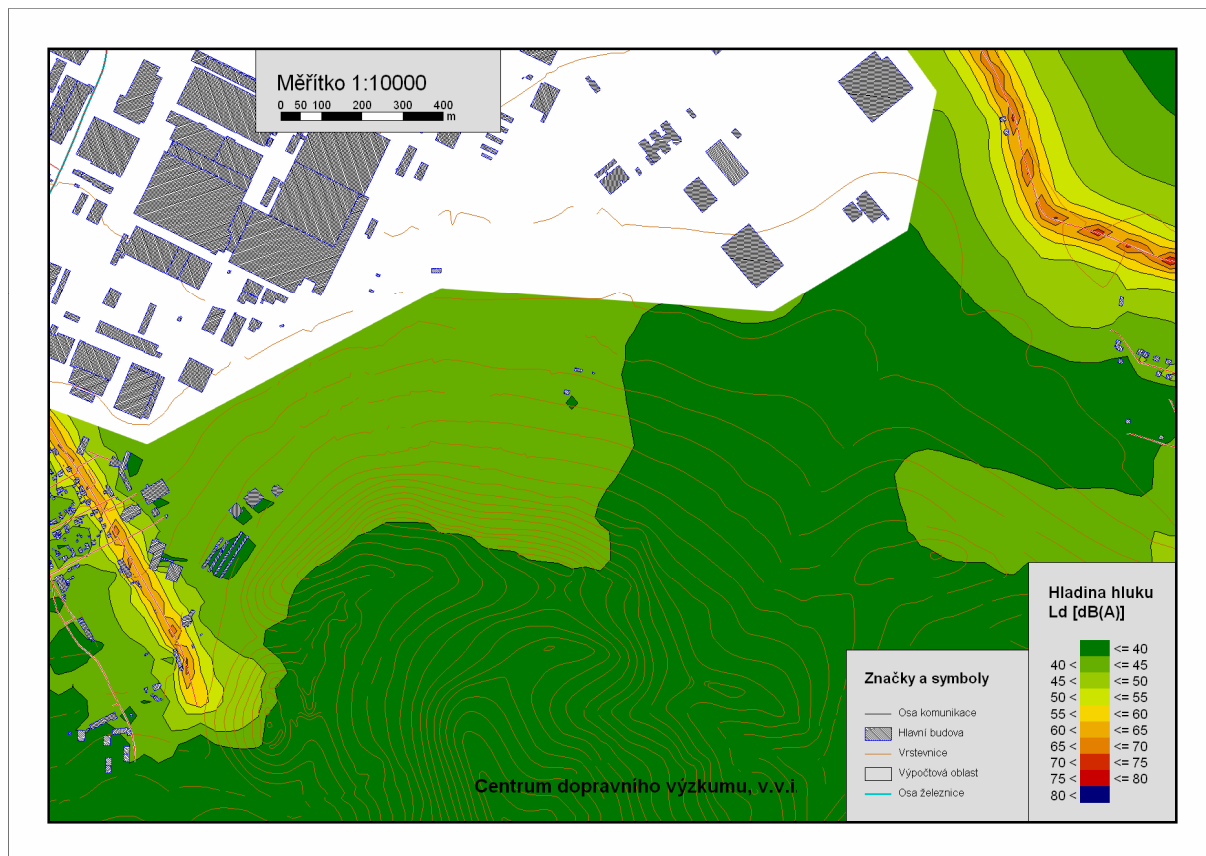 Měřítko 1:10000
0 50 100 200 300 400
m
Hladina hluku
Ld [dB(A)]
<= 40
40 < <= 45
45 < <= 50
50 < <= 55
55 < <= 60
60 < <= 65
65 < <= 70
70 < <= 75
75 < <= 80
80 <
Značky a symboly
Osa komunikace
Hlavní budova
Vrstevnice
Výpočtová oblast
Osa železnice
Centrum dopravního výzkumu, v.v.i